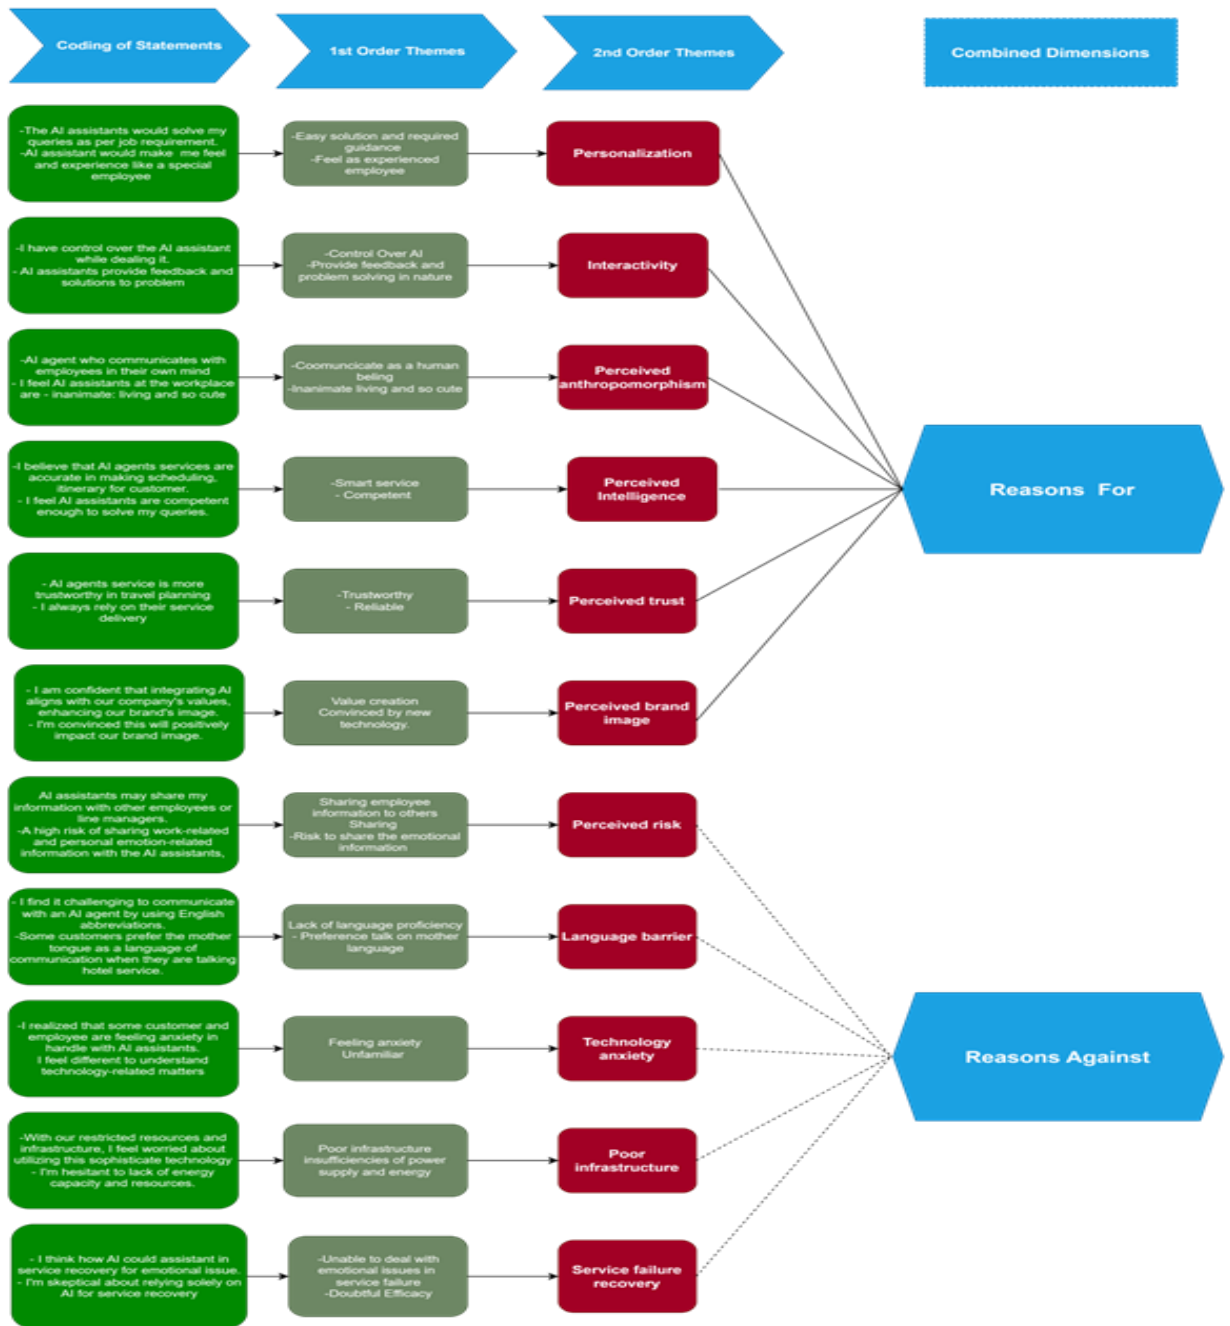 Coding of Statements
1st Order Themes
2nd Order Themes
Combined Dimensions
-The AI assistants would solve my
queries as per job requirement.
-AI assistant would make me feel
and experience like a special
employee
-Easy solution and required
guidance
-Feel as experienced
employee
Personalization
-I have control over the AI assistant
while dealing it.
- AI assistants provide feedback and
solutions to problem
-Control Over AI
-Provide feedback and
problem solving in nature
Interactivity
-AI agent who communicates with
employees in their own mind
- I feel AI assistants at the workplace
are - inanimate: living and so cute
-Coomuncicate as a human
beling
-Inanimate living and so cute
Perceived
anthropomorphism
-I believe that AI agents services are
accurate in making scheduling,
itinerary for customer.
- I feel AI assistants are competent
enough to solve my queries.
-Smart service
- Competent
Perceived
Intelligence
Reasons For
- AI agents service is more
trustworthy in travel planning
- I always rely on their service
delivery
-Trustworthy
- Reliable
Perceived trust
- I am confident that integrating AI
aligns with our company's values,
enhancing our brand's image.
- I'm convinced this will positively
impact our brand image.
Value creation
Convinced by new
technology.
Perceived brand
image
AI assistants may share my
information with other employees or
line managers.
-A high risk of sharing work-related
and personal emotion-related
information with the AI assistants,
Sharing employee
information to others
Sharing
-Risk to share the emotional
information
Perceived risk
- I find it challenging to communicate
with an AI agent by using English
abbreviations.
-Some customers prefer the mother
tongue as a language of
communication when they are talking
hotel service.
Lack of language proficiency
- Preference talk on mother
language
Language barrier
-I realized that some customer and
employee are feeling anxiety in
handle with AI assistants.
I feel different to understand
technology-related matters
Feeling anxiety
Unfamiliar
Technology
anxiety
Reasons Against
-With our restricted resources and
infrastructure, I feel worried about
utilizing this sophisticate technology
- I'm hesitant to lack of energy
capacity and resources.
Poor infrastructure
insufficiencies of power
supply and energy
Poor
infrastructure
- I think how AI could assistant in
service recovery for emotional issue.
- I'm skeptical about relying solely on
AI for service recovery
-Unable to deal with
emotional issues in
service failure
-Doubtful Efficacy
Service failure
recovery